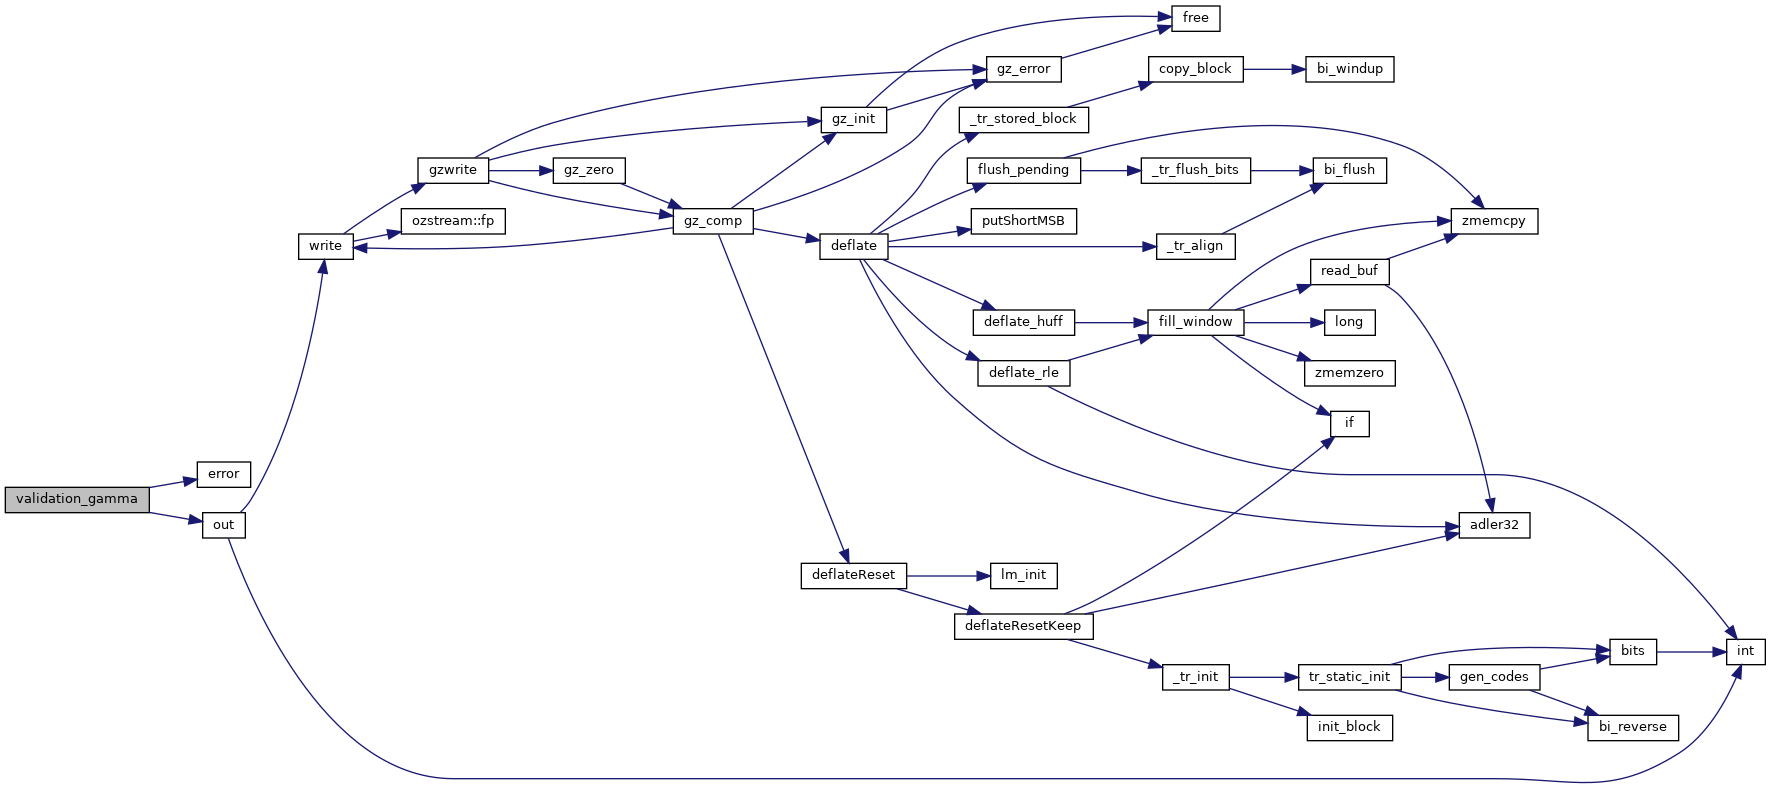 free
gz_error
copy_block
bi_windup
gz_init
_tr_stored_block
gzwrite
gz_zero
flush_pending
_tr_flush_bits
bi_flush
ozstream::fp
gz_comp
putShortMSB
zmemcpy
write
deflate
_tr_align
read_buf
deflate_huff
fill_window
long
deflate_rle
zmemzero
if
error
validation_gamma
out
adler32
deflateReset
lm_init
deflateResetKeep
bits
int
_tr_init
tr_static_init
gen_codes
init_block
bi_reverse